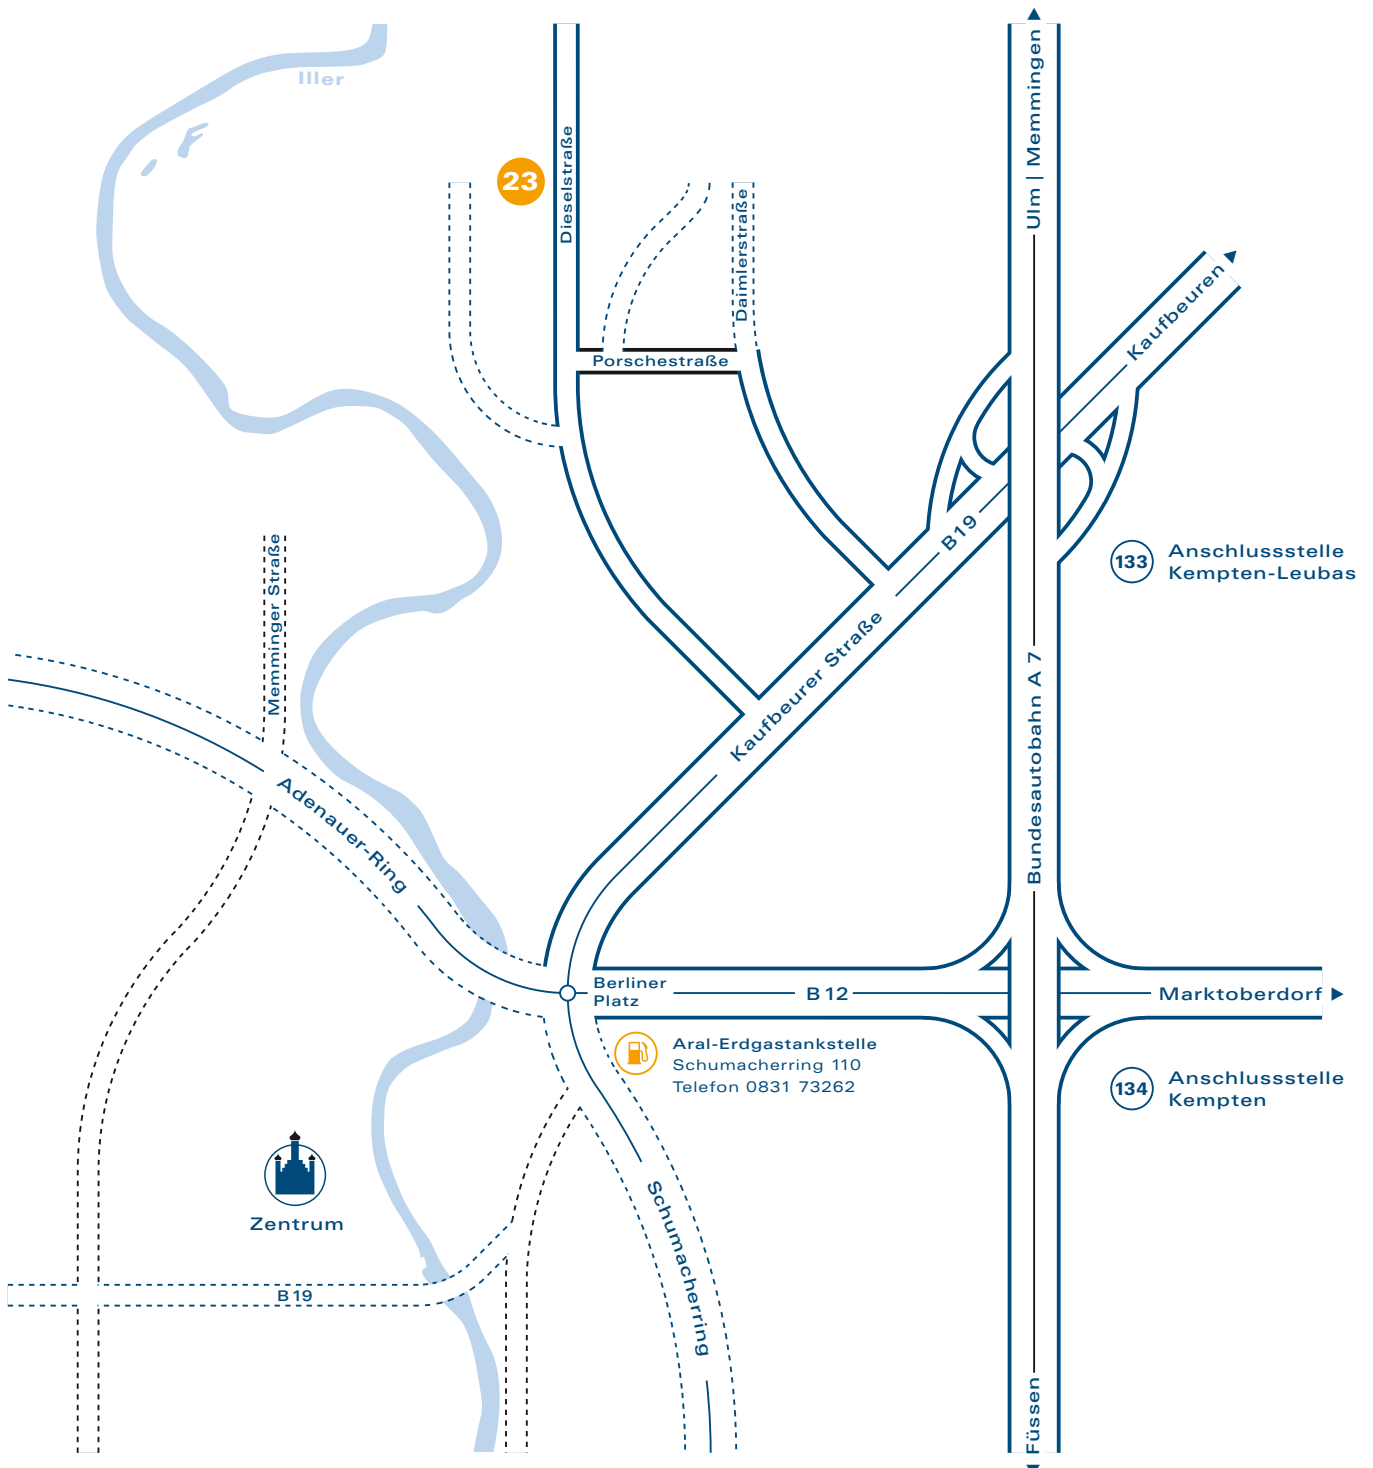 Iller
23
Dieselstraße
Daimlerstraße
Ulm | Memmingen
Kaufbeuren
Porschestraße
B 19
133
Anschlussstelle
Kempten-Leubas
Memminger Straße
Kaufbeurer Straße
Bundesautobahn A 7
Adenauer-Ring
Berliner
Platz
B 12
Marktoberdorf
Aral-Erdgastankstelle
Schumacherring 110
Telefon 0831 73262
134
Anschlussstelle
Kempten
Zentrum
Schumacherring
B 19
Füssen